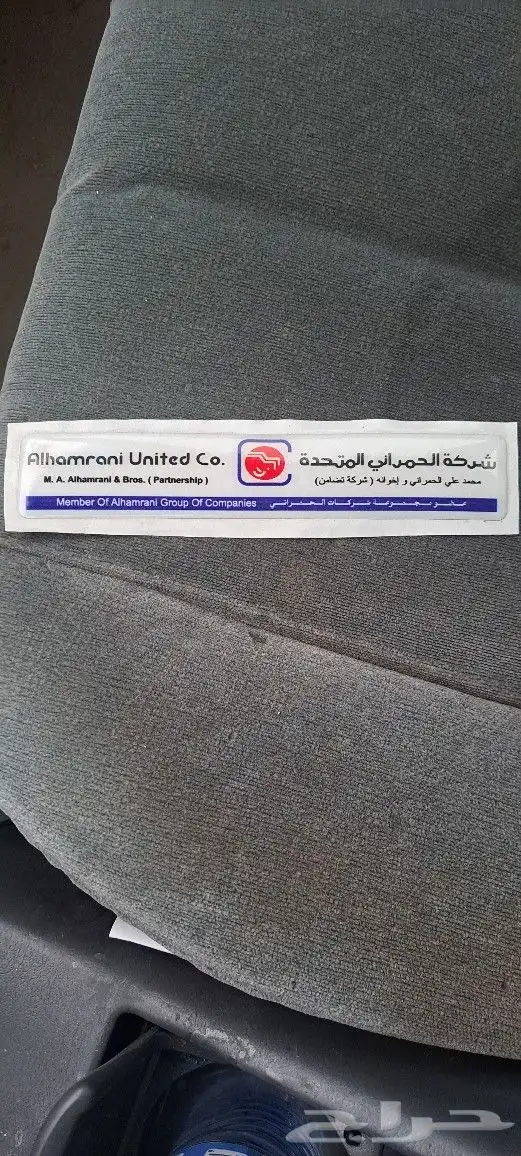 Alhamrani United Co.
شركة الحمراني المتحدة
M. A. Alhamrani & Bros. ( Partnership )
محمد علي الحمراني و إخوانه ( شركة تضامن )
Member Of Alhamrani Group Of Companies
عضو مجموعة شركات الحمراني
حراج